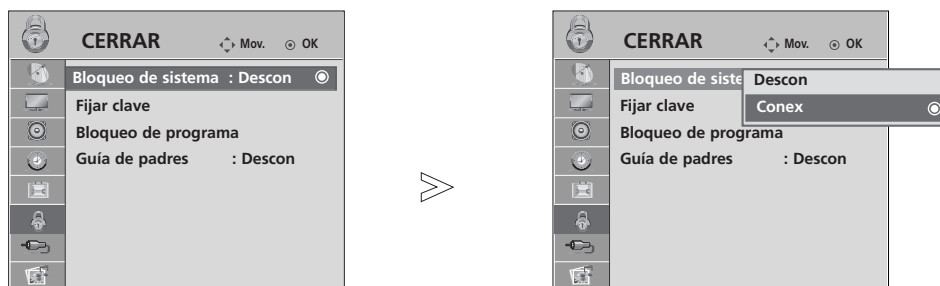 CERRAR Mov. OK
Bloqueo de sistema : Descon
Fijar clave
Bloqueo de programa
Guía de padres : Descon
>
CERRAR Mov. OK
Bloqueo de siste
Descon
Fijar clave
Conex
Bloqueo de programa
Guía de padres : Descon